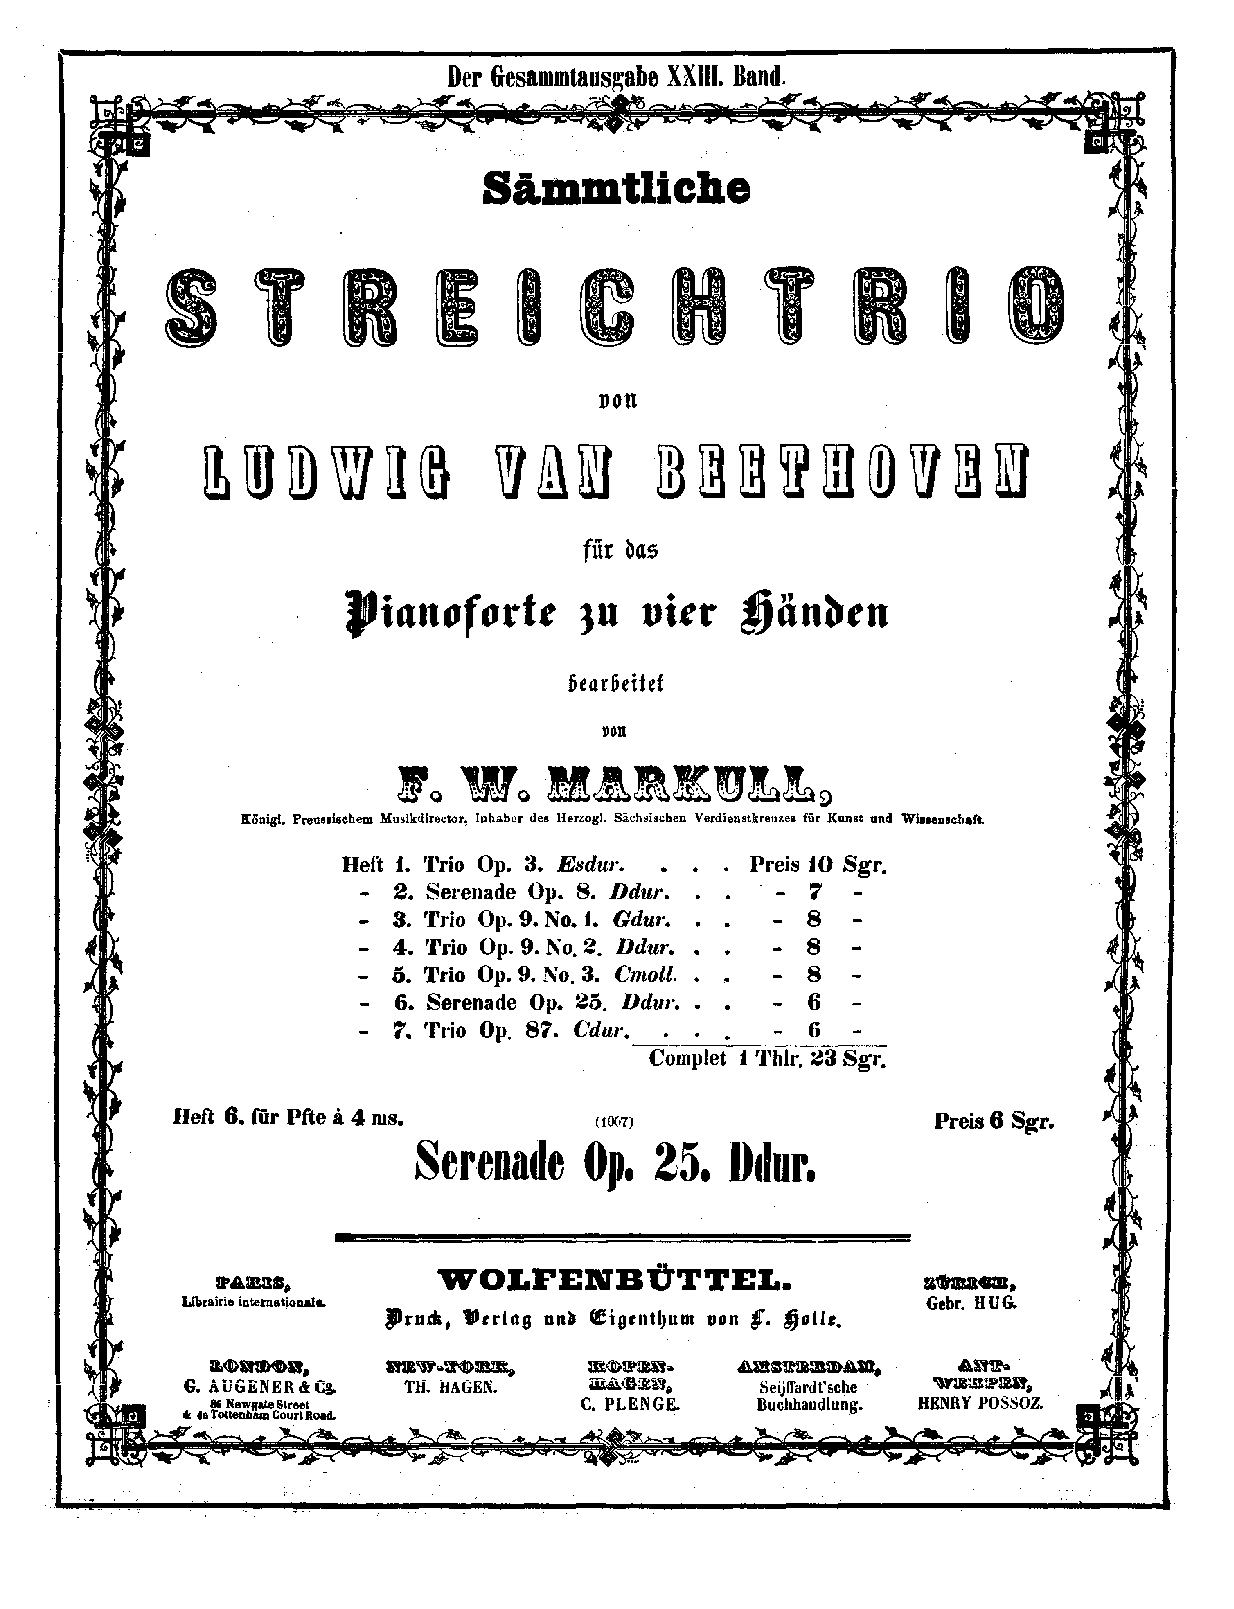 Der Gesammtausgabe XXIII. Band.
Sämmtliche
STREICHTRIO
von
LUDWIG VAN BEETHOVEN
für das
Pianoforte zu vier Händen
bearbeitet
von
F. W. MARKULL,
Königl. Preussischem Musikdirector, Inhaber des Herzogl. Sächsischen Verdienstkreuzes für Kunst und Wissenschaft.
Heft 1. Trio Op. 3. Esdur. . . . Preis 10 Sgr.
- 2. Serenade Op. 8. Ddur. . . - 7 -
- 3. Trio Op. 9. No. 1. Gdur. . . - 8 -
- 4. Trio Op. 9. No. 2. Ddur. . . - 8 -
- 5. Trio Op. 9. No. 3. Cmoll. . . - 8 -
- 6. Serenade Op. 25. Ddur. . . - 6 -
- 7. Trio Op. 87. Cdur. . . . - 6 -
Complet 1 Thlr. 23 Sgr.
Heft 6. für Pfte à 4 ms. (1067) Preis 6 Sgr.
Serenade Op. 25. Ddur.
WOLFENBÜTTEL.
Druck, Verlag und Eigenthum von L. Holle.
PARIS,
Librairie internationale.
ZÜRICH,
Gebr. HUG.
LONDON,
G. AUGENER & Co.
86 Newgate Street
& 4a Tottenham Court Road.
NEW-YORK,
TH. HAGEN.
KOPEN-
HAGEN,
C. PLENGE.
AMSTERDAM,
Seijffardt'sche
Buchhandlung.
ANT-
WERPEN,
HENRY POSSOZ.